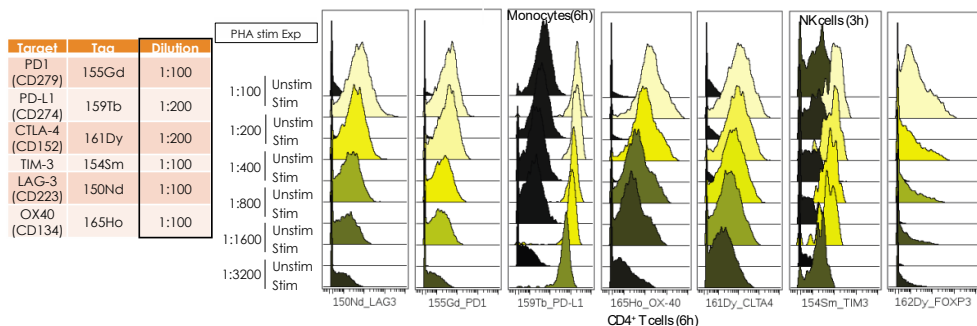 Target Tag Dilution
PD1
(CD279) 155Gd 1:100
PD-L1
(CD274) 159Tb 1:200
CTLA-4
(CD152) 161Dy 1:200
TIM-3 154Sm 1:100
LAG-3
(CD223) 150Nd 1:100
OX40
(CD134) 165Ho 1:100
PHA stim Exp
Monocytes(6h)
NK cells (3h)
1:100 Unstim
Stim
1:200 Unstim
Stim
1:400 Unstim
Stim
1:800 Unstim
Stim
1:1600
Unstim
1:3200 Stim
150Nd_LAG3
155Gd_PD1
159Tb_PD-L1
165Ho_OX-40
161Dy_CLTA4
154Sm_TIM3
162Dy_FOXP3
CD4+ T cells (6h)